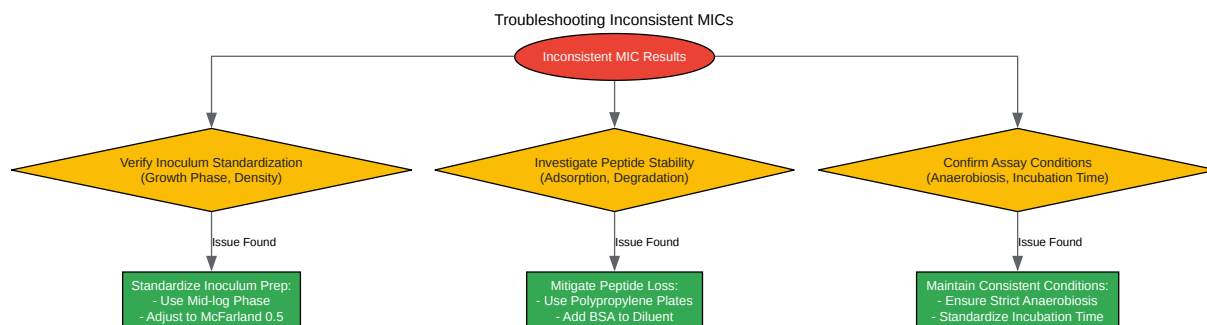 Troubleshooting Inconsistent MICs
Inconsistent MIC Results
Verify Inoculum Standardization
(Growth Phase, Density)
Investigate Peptide Stability
(Adsorption, Degradation)
Confirm Assay Conditions
(Anaerobiosis, Incubation Time)
Issue Found
Issue Found
Issue Found
Standardize Inoculum Prep:
- Use Mid-log Phase
- Adjust to McFarland 0.5
Mitigate Peptide Loss:
- Use Polypropylene Plates
- Add BSA to Diluent
Maintain Consistent Conditions:
- Ensure Strict Anaerobiosis
- Standardize Incubation Time